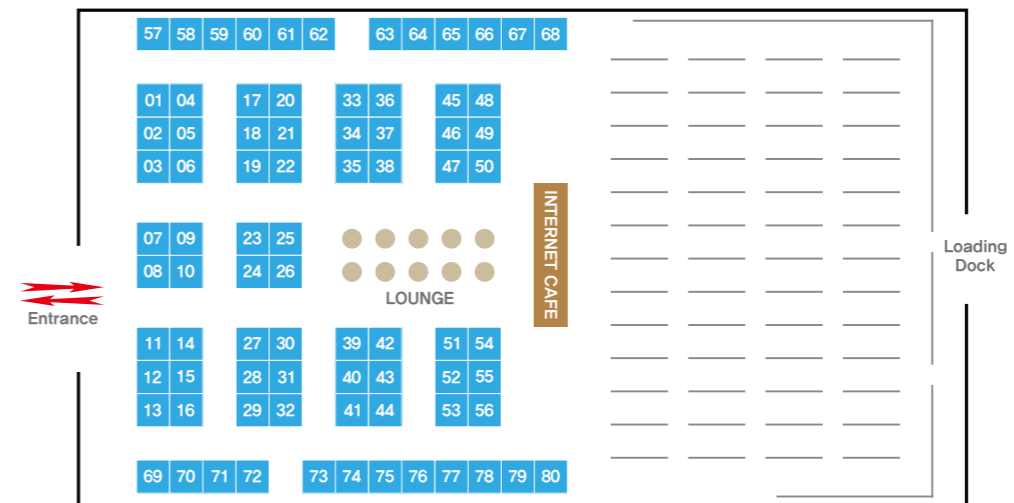 57 58 59 60 61 62 63 64 65 66 67 68
01 04 17 20 33 36 45 48
02 05 18 21 34 37 46 49
03 06 19 22 35 38 47 50
INTERNET CAFE
07 09 23 25
08 10 24 26
LOUNGE
Loading
Dock
Entrance
11 14 27 30 39 42 51 54
12 15 28 31 40 43 52 55
13 16 29 32 41 44 53 56
69 70 71 72 73 74 75 76 77 78 79 80